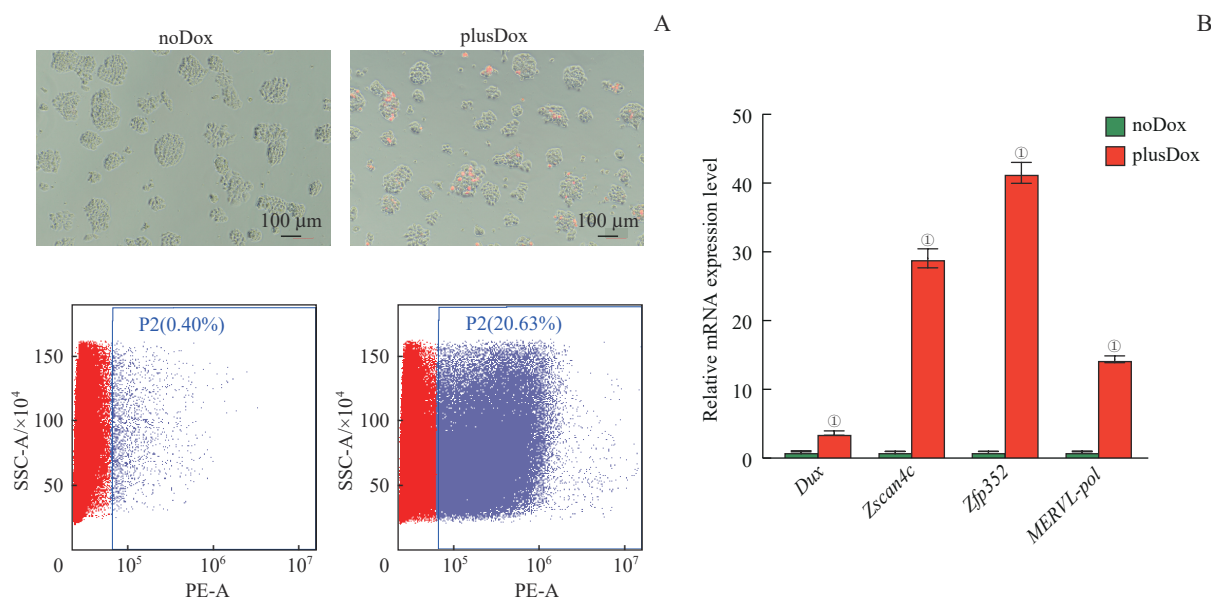 A
noDox
plusDox
100 μm
100 μm
P2(0.40%)
150
100
50
0
SSC-A/×10⁴
10⁵
10⁶
10⁷
PE-A
P2(20.63%)
150
100
50
0
SSC-A/×10⁴
10⁵
10⁶
10⁷
PE-A
B
noDox
plusDox
50
40
30
20
10
0
Relative mRNA expression level
①
①
①
①
Dux
Zscan4c
Zfp352
MERVL-pol